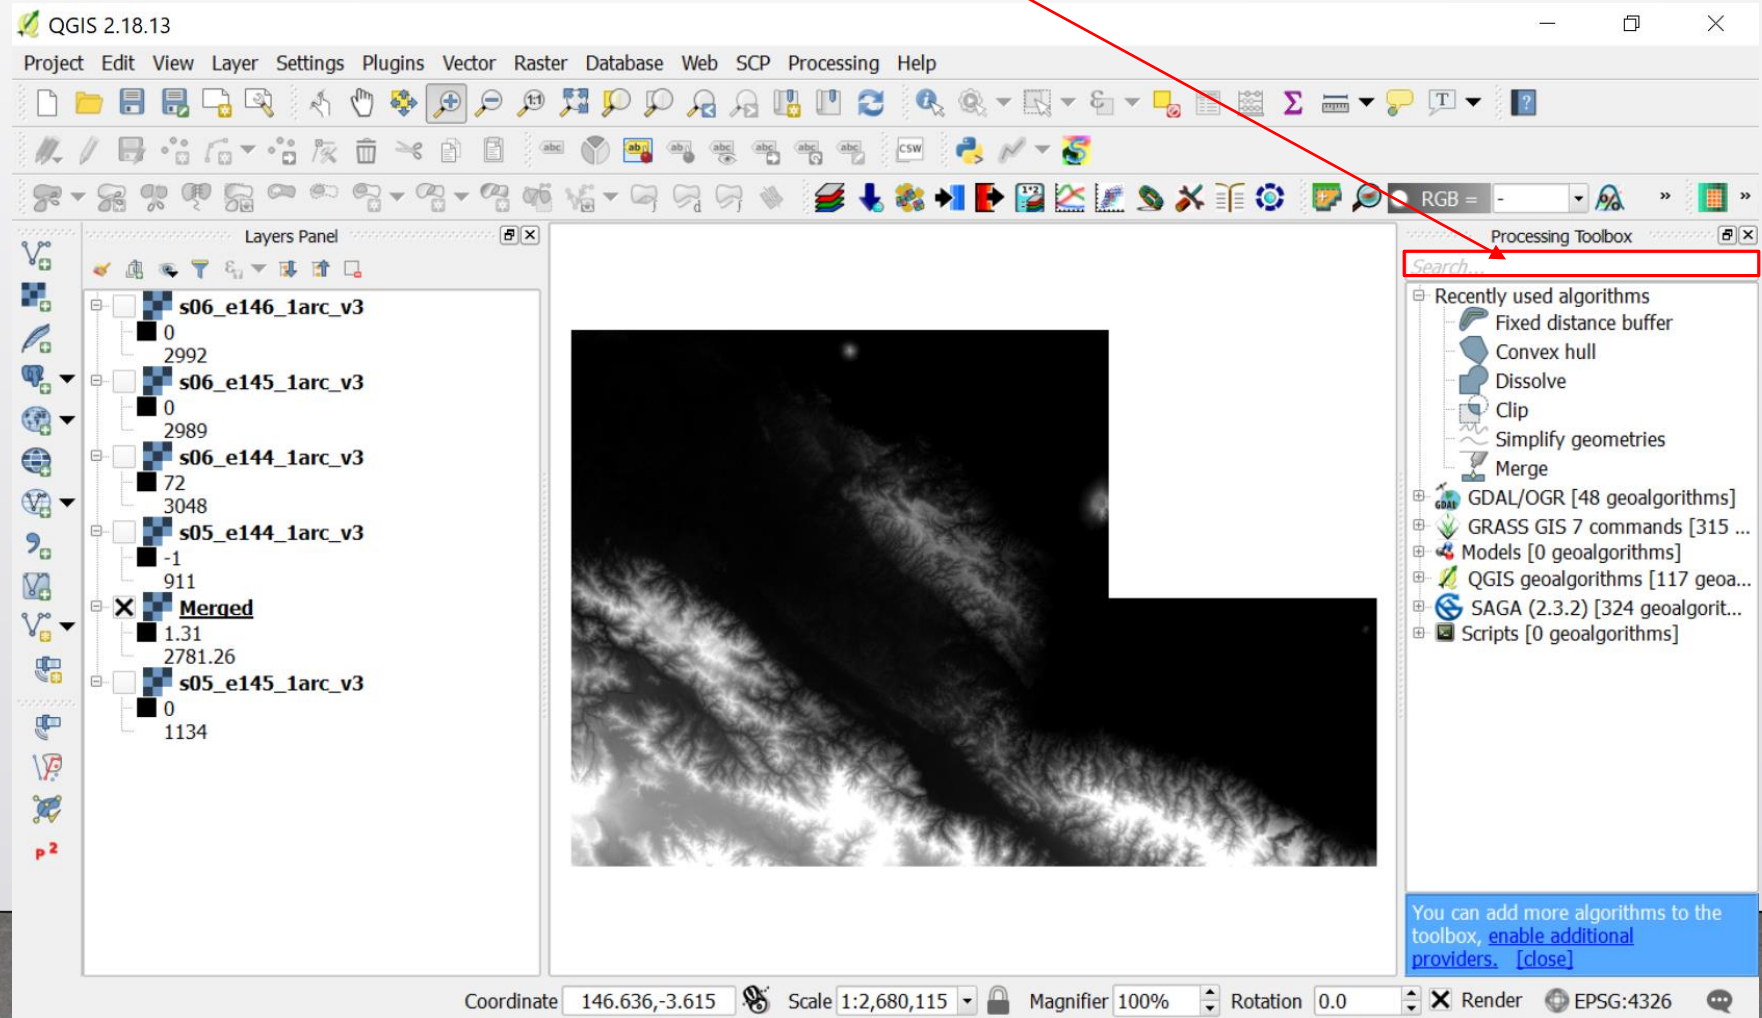 QGIS 2.18.13
Project Edit View Layer Settings Plugins Vector Raster Database Web SCP Processing Help
CSW
RGB = -
Layers Panel
s06_e146_1arc_v3
0
2992
s06_e145_1arc_v3
0
2989
s06_e144_1arc_v3
72
3048
s05_e144_1arc_v3
-1
911
Merged
1.31
2781.26
s05_e145_1arc_v3
0
1134
Processing Toolbox
Search...
Recently used algorithms
Fixed distance buffer
Convex hull
Dissolve
Clip
Simplify geometries
Merge
GDAL/OGR [48 geoalgorithms]
GRASS GIS 7 commands [315 ...
Models [0 geoalgorithms]
QGIS geoalgorithms [117 geoa...
SAGA (2.3.2) [324 geoalgorit...
Scripts [0 geoalgorithms]
You can add more algorithms to the
toolbox, enable additional
providers. [close]
Coordinate 146.636,-3.615 Scale 1:2,680,115 Magnifier 100% Rotation 0.0 Render EPSG:4326